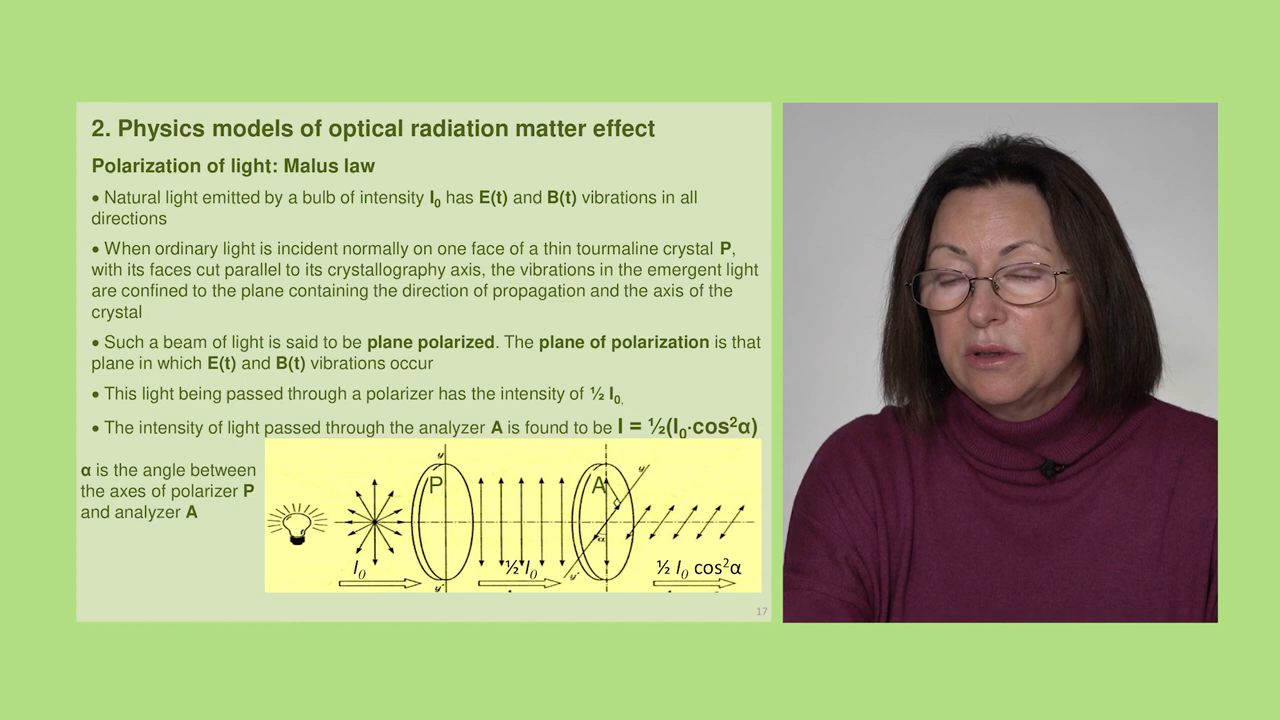 2. Physics models of optical radiation matter effect
Polarization of light: Malus law
• Natural light emitted by a bulb of intensity I0 has E(t) and B(t) vibrations in all
directions
• When ordinary light is incident normally on one face of a thin tourmaline crystal P,
with its faces cut parallel to its crystallography axis, the vibrations in the emergent light
are confined to the plane containing the direction of propagation and the axis of the
crystal
• Such a beam of light is said to be plane polarized. The plane of polarization is that
plane in which E(t) and B(t) vibrations occur
• This light being passed through a polarizer has the intensity of ½ I0.
• The intensity of light passed through the analyzer A is found to be I = ½(I0·cos²α)
α is the angle between
the axes of polarizer P
and analyzer A
y
P
A
y'
α
I0
½ I0
½ I0 cos²α
y'
y'
17